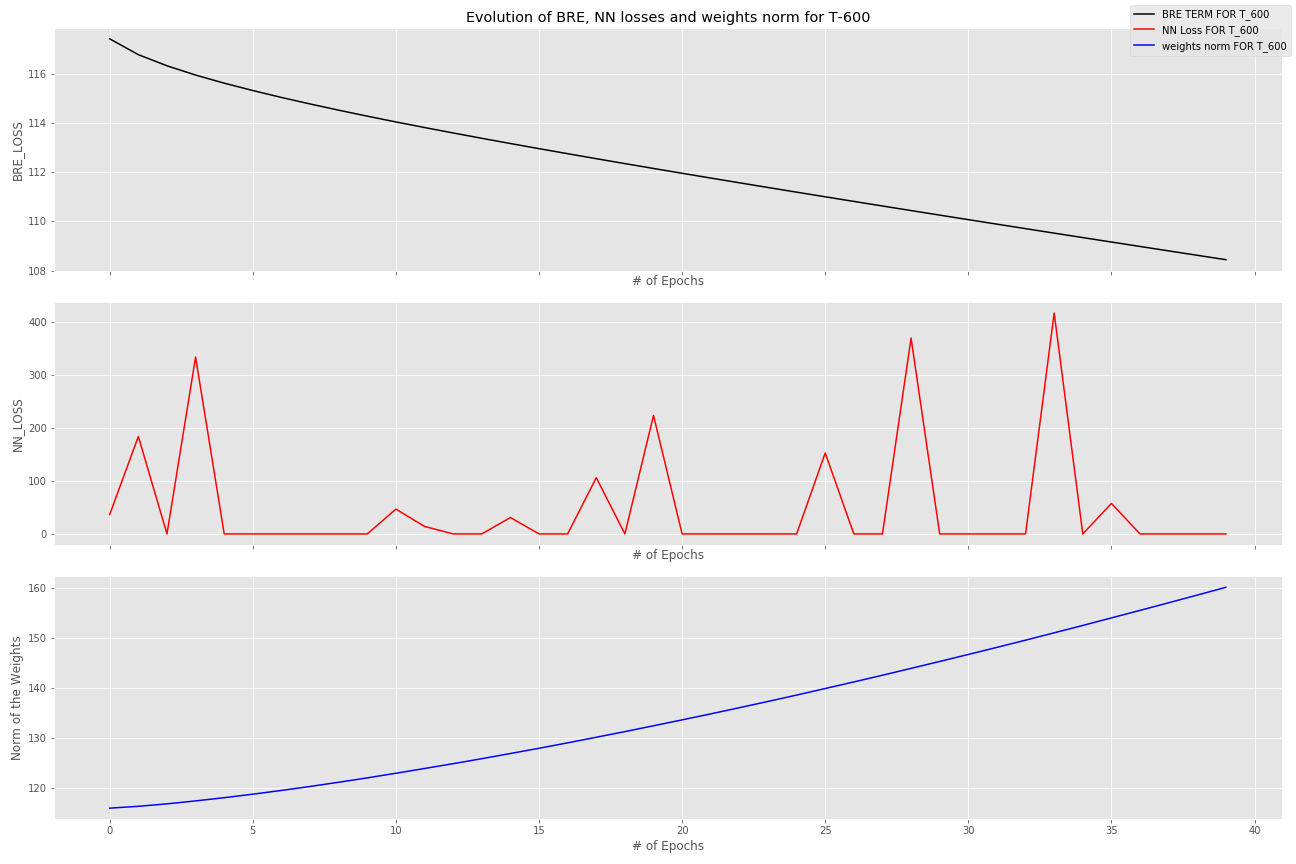 Evolution of BRE, NN losses and weights norm for T-600
BRE TERM FOR T_600
NN Loss FOR T_600
weights norm FOR T_600
BRE_LOSS
116
114
112
110
108
# of Epochs
NN_LOSS
400
300
200
100
0
# of Epochs
Norm of the Weights
160
150
140
130
120
0 5 10 15 20 25 30 35 40
# of Epochs